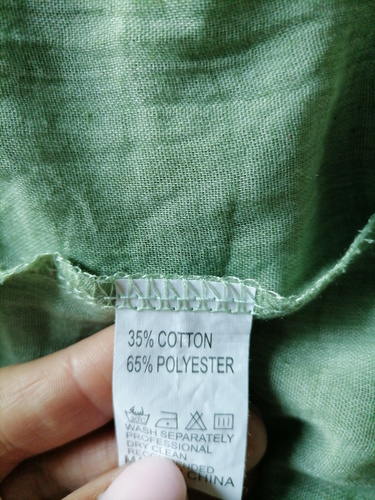 35% COTTON
65% POLYESTER
WASH SEPARATELY
PROFESSIONAL
DRY CLEAN
CHINA